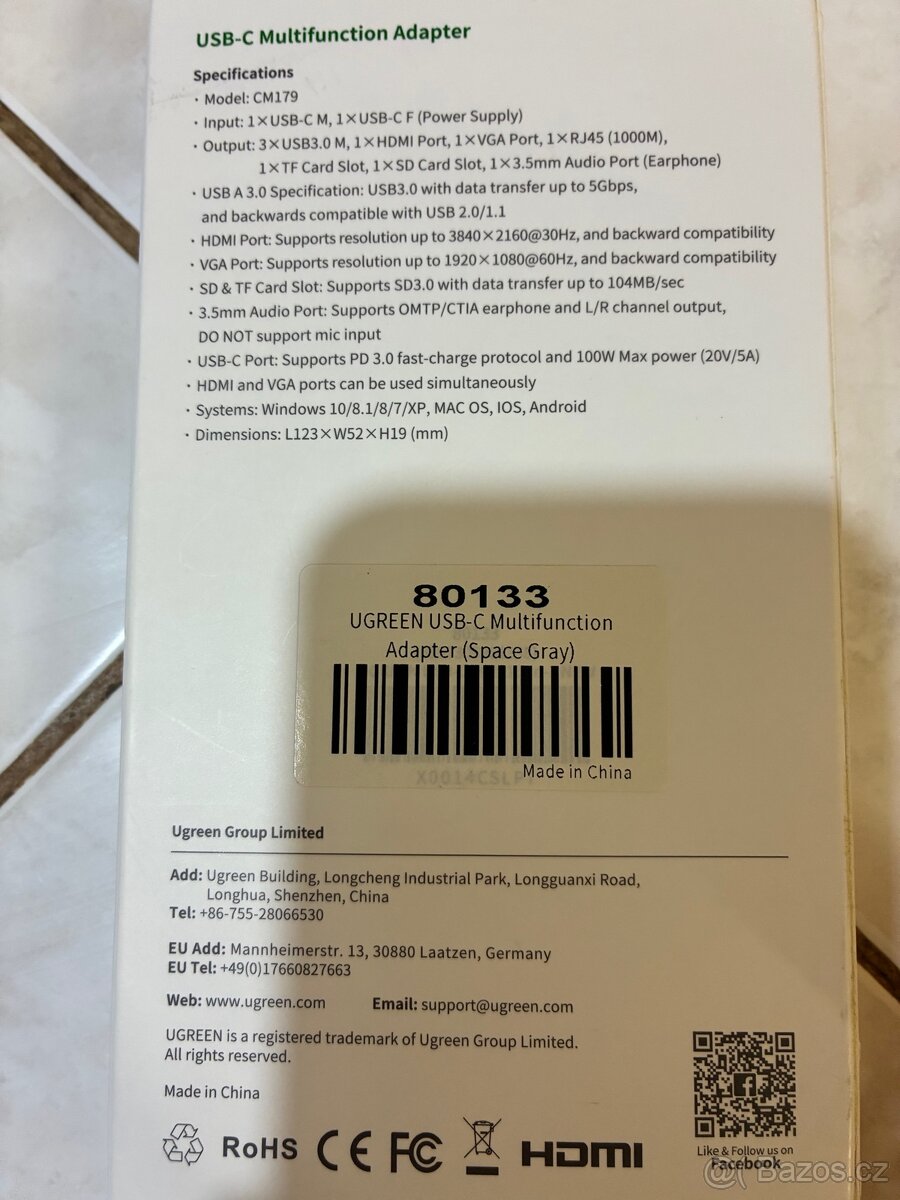 USB-C Multifunction Adapter
Specifications
· Model: CM179
· Input: 1×USB-C M, 1×USB-C F (Power Supply)
· Output: 3×USB3.0 M, 1×HDMI Port, 1×VGA Port, 1×RJ45 (1000M),
1×TF Card Slot, 1×SD Card Slot, 1×3.5mm Audio Port (Earphone)
· USB A 3.0 Specification: USB3.0 with data transfer up to 5Gbps,
and backwards compatible with USB 2.0/1.1
· HDMI Port: Supports resolution up to 3840×2160@30Hz, and backward compatibility
· VGA Port: Supports resolution up to 1920×1080@60Hz, and backward compatibility
· SD & TF Card Slot: Supports SD3.0 with data transfer up to 104MB/sec
· 3.5mm Audio Port: Supports OMTP/CTIA earphone and L/R channel output,
DO NOT support mic input
· USB-C Port: Supports PD 3.0 fast-charge protocol and 100W Max power (20V/5A)
· HDMI and VGA ports can be used simultaneously
· Systems: Windows 10/8.1/8/7/XP, MAC OS, IOS, Android
· Dimensions: L123×W52×H19 (mm)
80133
UGREEN USB-C Multifunction
Adapter (Space Gray)
Made in China
Ugreen Group Limited
Add: Ugreen Building, Longcheng Industrial Park, Longguanxi Road,
Longhua, Shenzhen, China
Tel: +86-755-28066530
EU Add: Mannheimerstr. 13, 30880 Laatzen, Germany
EU Tel: +49(0)17660827663
Web: www.ugreen.com Email: support@ugreen.com
UGREEN is a registered trademark of Ugreen Group Limited.
All rights reserved.
Made in China
RoHS CE FC HDMI
Like & Follow us on
Facebook
Bazos.cz